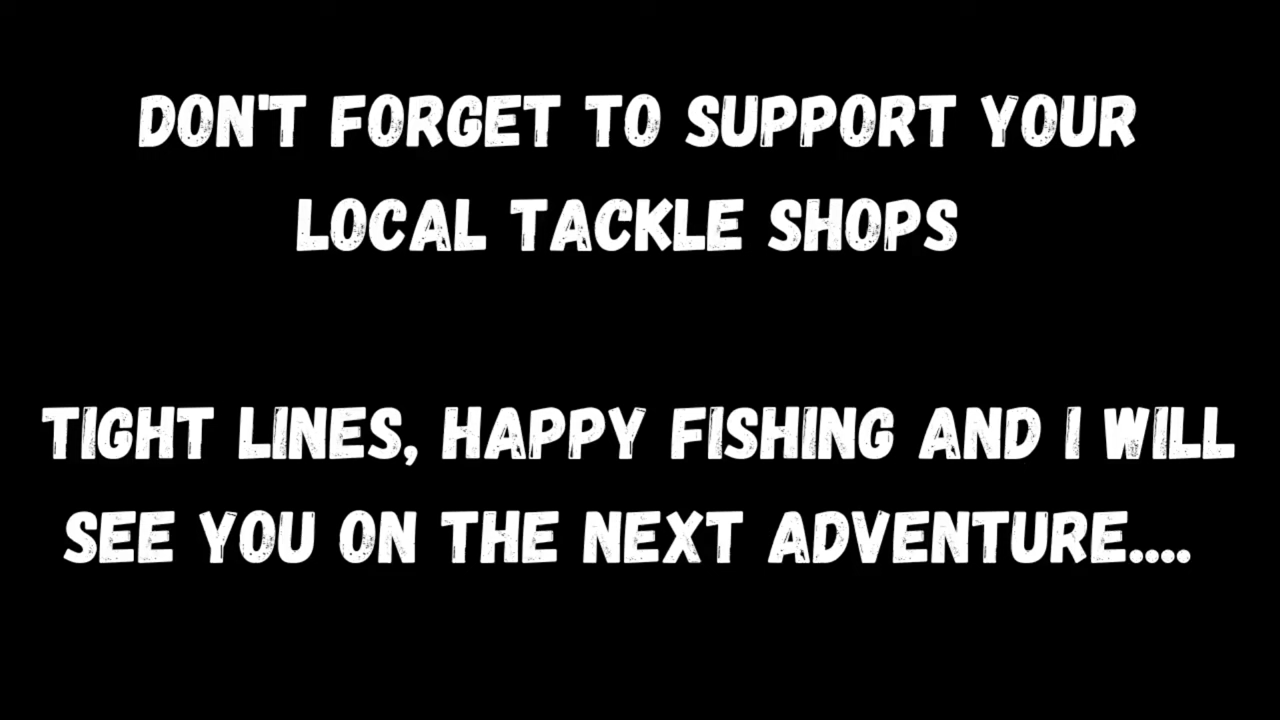 DON'T FORGET TO SUPPORT YOUR
LOCAL TACKLE SHOPS
TIGHT LINES, HAPPY FISHING AND I WILL
SEE YOU ON THE NEXT ADVENTURE....